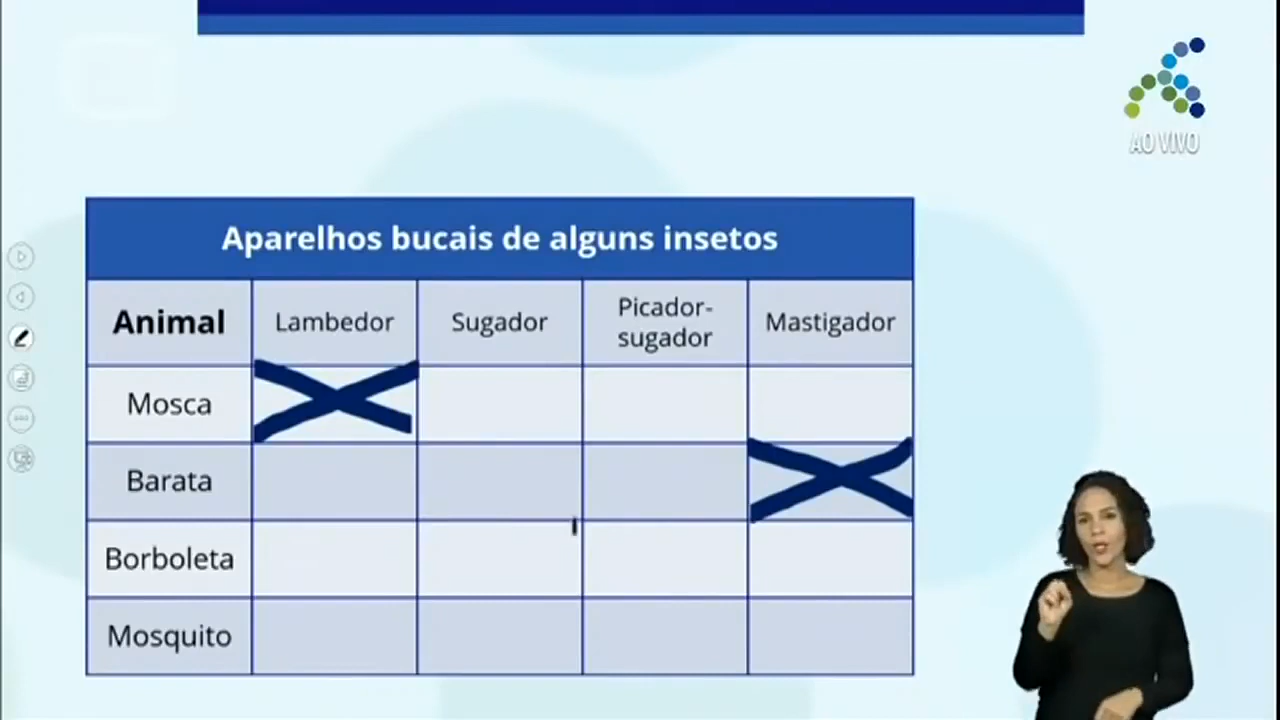 AO VIVO
Aparelhos bucais de alguns insetos
Animal
Lambedor
Sugador
Picador-
sugador
Mastigador
Mosca
Barata
Borboleta
Mosquito